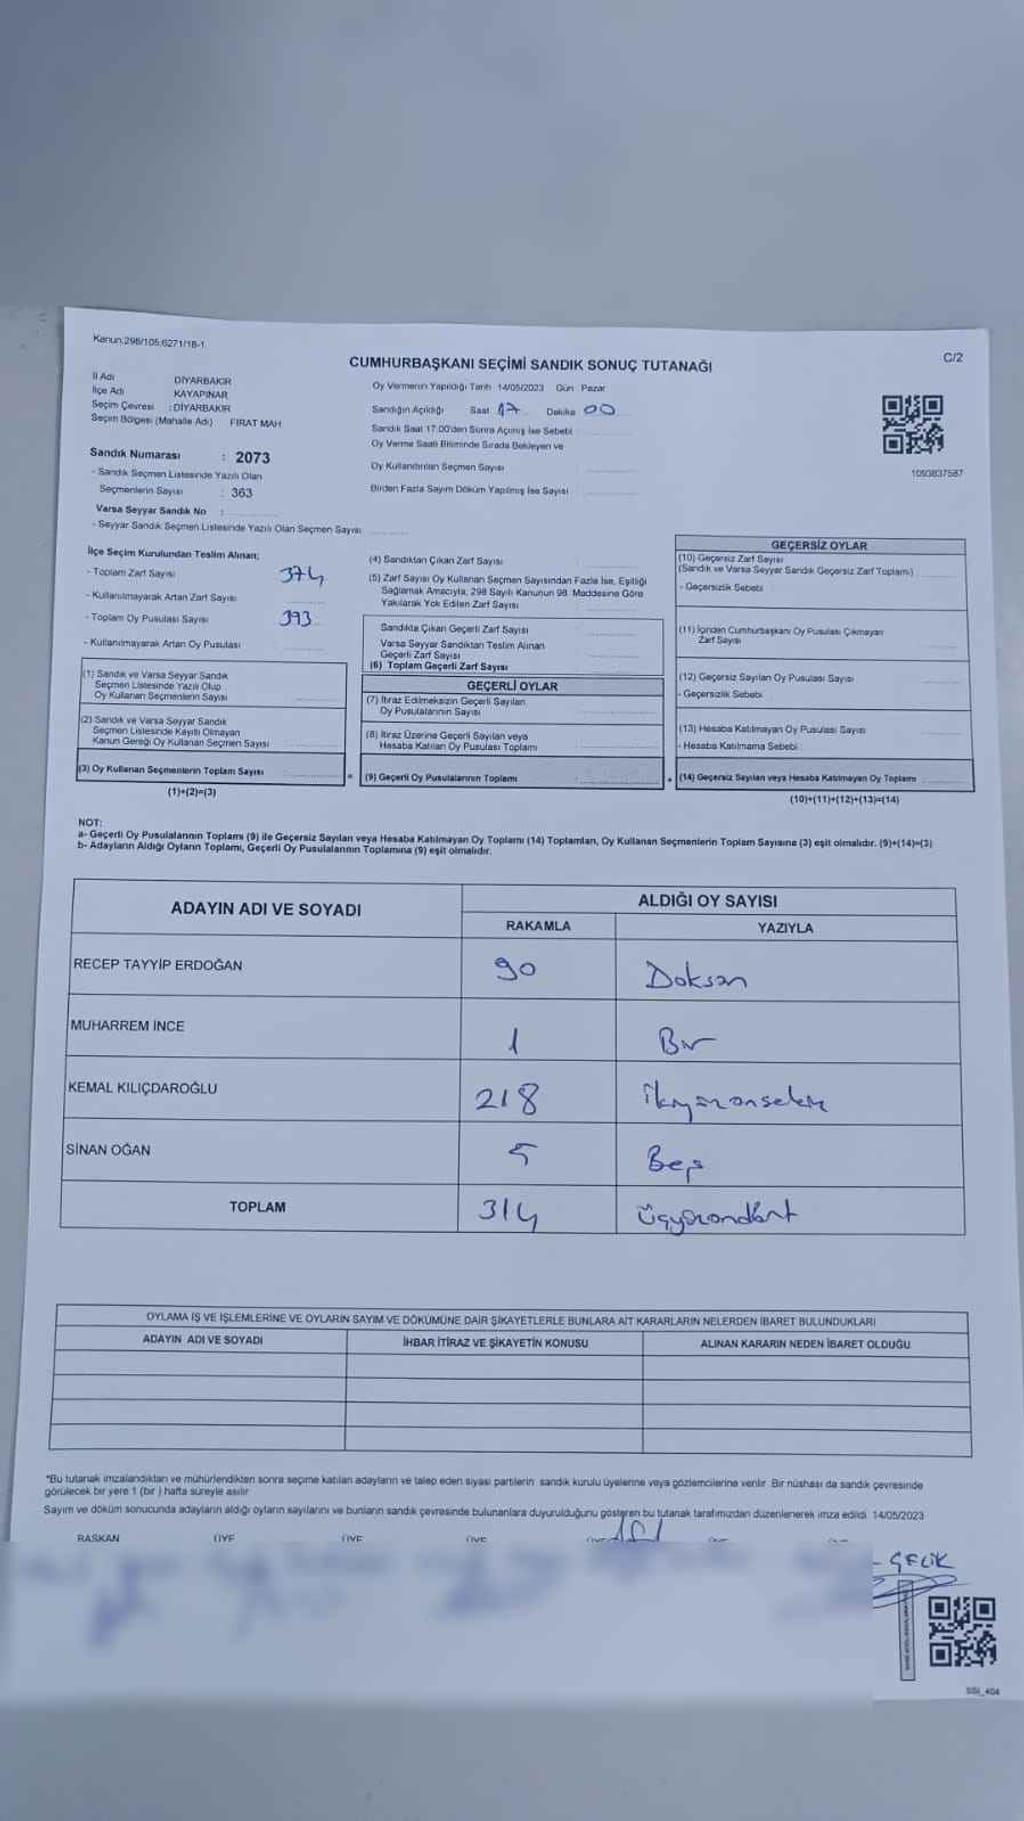 Kanun.298/105.6271/18-1
C/2
CUMHURBAŞKANI SEÇİMİ SANDIK SONUÇ TUTANAĞI
İl Adı DİYARBAKIR
İlçe Adı KAYAPINAR
Seçim Çevresi :DİYARBAKIR
Seçim Bölgesi (Mahalle Adı) FIRAT MAH
Sandık Numarası : 2073
- Sandık Seçmen Listesinde Yazılı Olan
Seçmenlerin Sayısı : 363
Varsa Seyyar Sandık No :
- Seyyar Sandık Seçmen Listesinde Yazılı Olan Seçmen Sayısı
Oy Vermenin Yapıldığı Tarih 14/05/2023 Gün Pazar
Sandığın Açıldığı Saat 17 Dakika 00
Sandık Saat 17.00'den Sonra Açılmış İse Sebebi
Oy Verme Saati Bitiminde Sırada Bekleyen ve
Oy Kullandırılan Seçmen Sayısı
Birden Fazla Sayım Döküm Yapılmış İse Sayısı
1093837587
İlçe Seçim Kurulundan Teslim Alınan;
- Toplam Zarf Sayısı 374
- Kullanılmayarak Artan Zarf Sayısı
- Toplam Oy Pusulası Sayısı 393
- Kullanılmayarak Artan Oy Pusulası
(1) Sandık ve Varsa Seyyar Sandık
Seçmen Listesinde Yazılı Olup
Oy Kullanan Seçmenlerin Sayısı
(2) Sandık ve Varsa Seyyar Sandık
Seçmen Listesinde Kayıtlı Olmayan
Kanun Gereği Oy Kullanan Seçmen Sayısı
(3) Oy Kullanan Seçmenlerin Toplam Sayısı
(1)+(2)=(3)
(4) Sandıktan Çıkan Zarf Sayısı
(5) Zarf Sayısı Oy Kullanan Seçmen Sayısından Fazla İse, Eşitliği
Sağlamak Amacıyla, 298 Sayılı Kanunun 98. Maddesine Göre
Yakılarak Yok Edilen Zarf Sayısı
Sandıkta Çıkan Geçerli Zarf Sayısı
Varsa Seyyar Sandıktan Teslim Alınan
Geçerli Zarf Sayısı
(6) Toplam Geçerli Zarf Sayısı
GEÇERLİ OYLAR
(7) İtiraz Edilmeksizin Geçerli Sayılan
Oy Pusulalarının Sayısı
(8) İtiraz Üzerine Geçerli Sayılan veya
Hesaba Katılan Oy Pusulası Toplamı
= (9) Geçerli Oy Pusulalarının Toplamı
GEÇERSİZ OYLAR
(10) Geçersiz Zarf Sayısı
(Sandık ve Varsa Seyyar Sandık Geçersiz Zarf Toplamı)
- Geçersizlik Sebebi
(11) İçinden Cumhurbaşkanı Oy Pusulası Çıkmayan
Zarf Sayısı
(12) Geçersiz Sayılan Oy Pusulası Sayısı
- Geçersizlik Sebebi
(13) Hesaba Katılmayan Oy Pusulası Sayısı
- Hesaba Katılmama Sebebi
+ (14) Geçersiz Sayılan veya Hesaba Katılmayan Oy Toplamı
(10)+(11)+(12)+(13)=(14)
NOT:
a- Geçerli Oy Pusulalarının Toplamı (9) ile Geçersiz Sayılan veya Hesaba Katılmayan Oy Toplamı (14) Toplamları, Oy Kullanan Seçmenlerin Toplam Sayısına (3) eşit olmalıdır. (9)+(14)=(3)
b- Adayların Aldığı Oyların Toplamı, Geçerli Oy Pusulalarının Toplamına (9) eşit olmalıdır.
ADAYIN ADI VE SOYADI ALDIĞI OY SAYISI
RAKAMLA YAZIYLA
RECEP TAYYİP ERDOĞAN 90 Doksan
MUHARREM İNCE 1 Bir
KEMAL KILIÇDAROĞLU 218 ikiyüzonsekiz
SİNAN OĞAN 5 Beş
TOPLAM 314 üçyüzondört
OYLAMA İŞ VE İŞLEMLERİNE VE OYLARIN SAYIM VE DÖKÜMÜNE DAİR ŞİKAYETLERLE BUNLARA AİT KARARLARIN NELERDEN İBARET BULUNDUKLARI
ADAYIN ADI VE SOYADI İHBAR İTİRAZ VE ŞİKAYETİN KONUSU ALINAN KARARIN NEDEN İBARET OLDUĞU
*Bu tutanak imzalandıktan ve mühürlendikten sonra seçime katılan adayların ve talep eden siyasi partilerin sandık kurulu üyelerine veya gözlemcilerine verilir. Bir nüshası da sandık çevresinde
görülecek bir yere 1 (bir) hafta süreyle asılır
Sayım ve döküm sonucunda adayların aldığı oyların sayılarını ve bunların sandık çevresinde bulunanlara duyurulduğunu gösteren bu tutanak tarafımızdan düzenlenerek imza edildi. 14/05/2023
BAŞKAN ÜYE ÜYE ÜYE
ÇELİK